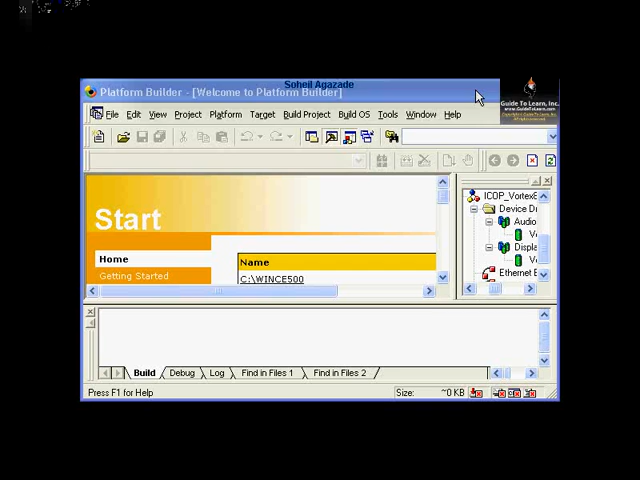 Soheil Agazade
Platform Builder - [Welcome to Platform Builder]
Guide To Learn, Inc.
File Edit View Project Platform Target Build Project Build OS Tools Window Help
Start
Home
Getting Started
Name
C:\WINCE500
ICOP_Vortex
Device Dr
Audio
Displa
Ethernet E
Build Debug Log Find in Files 1 Find in Files 2
Press F1 for Help
Size: ~0 KB